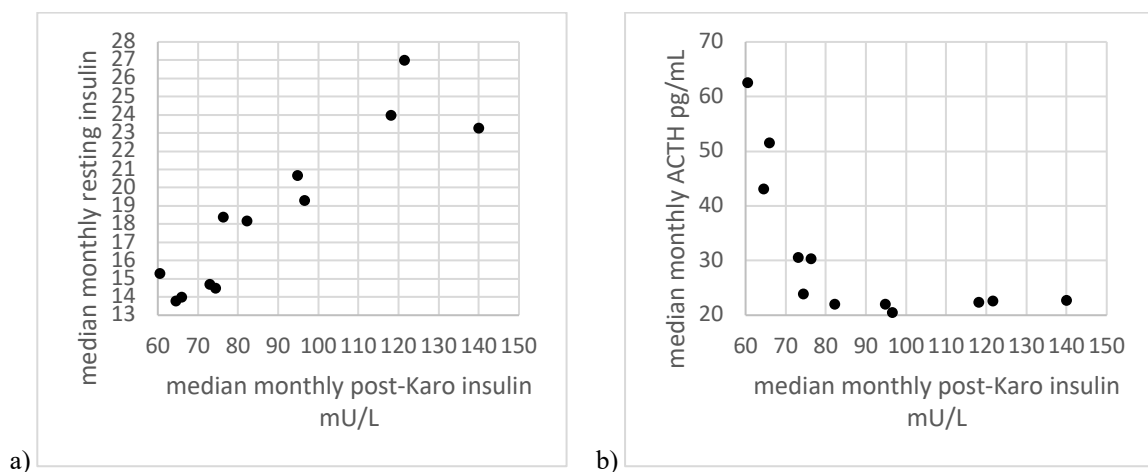 28
27
26
25
24
23
22
21
20
19
18
17
16
15
14
13
60 70 80 90 100 110 120 130 140 150
median monthly resting insulin
median monthly post-Karo insulin
mU/L
a)
70
60
50
40
30
20
60 70 80 90 100 110 120 130 140 150
median monthly ACTH pg/mL
median monthly post-Karo insulin
mU/L
b)